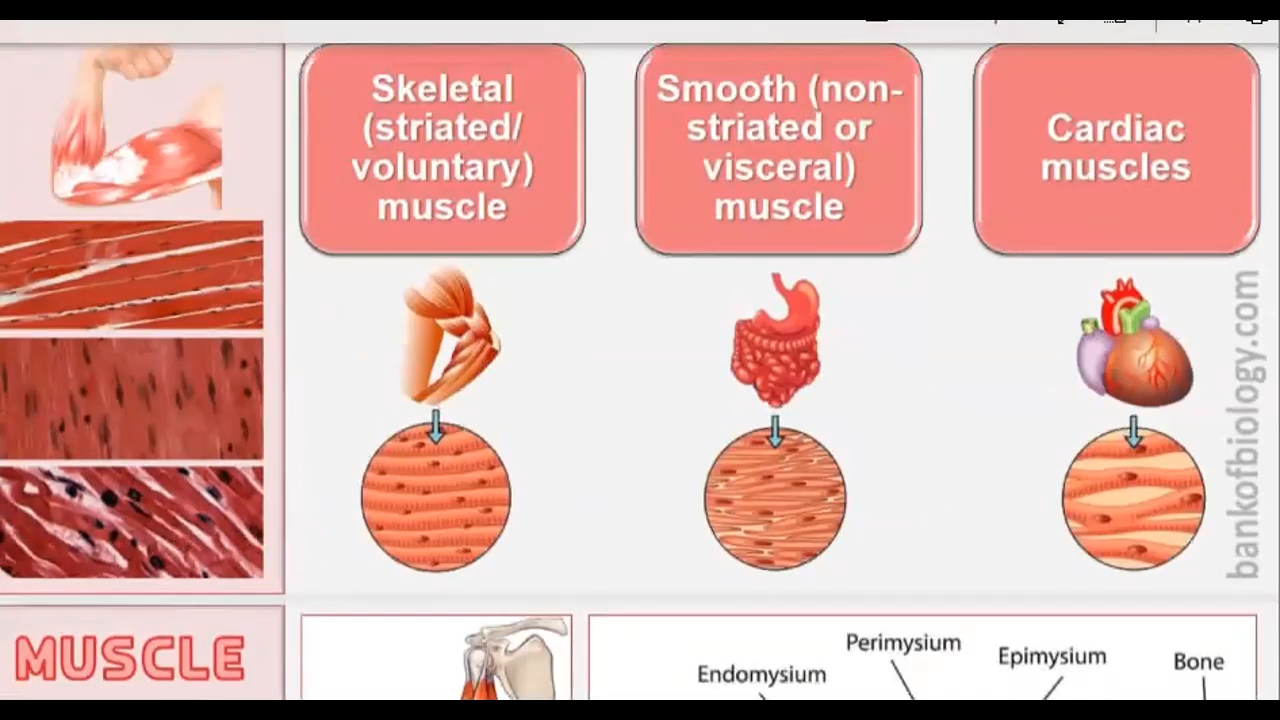 Skeletal
(striated/
voluntary)
muscle
Smooth (non-
striated or
visceral)
muscle
Cardiac
muscles
bankofbiology.com
MUSCLE
Endomysium
Perimysium
Epimysium
Bone